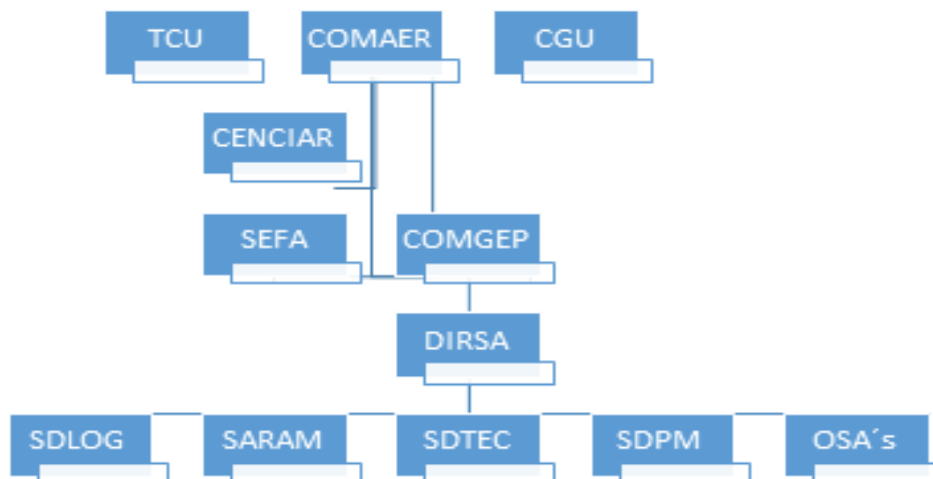 TCU
COMAER
CGU
CENCIAR
SEFA
COMGEP
DIRSA
SDLOG
SARAM
SDTEC
SDPM
OSA´s